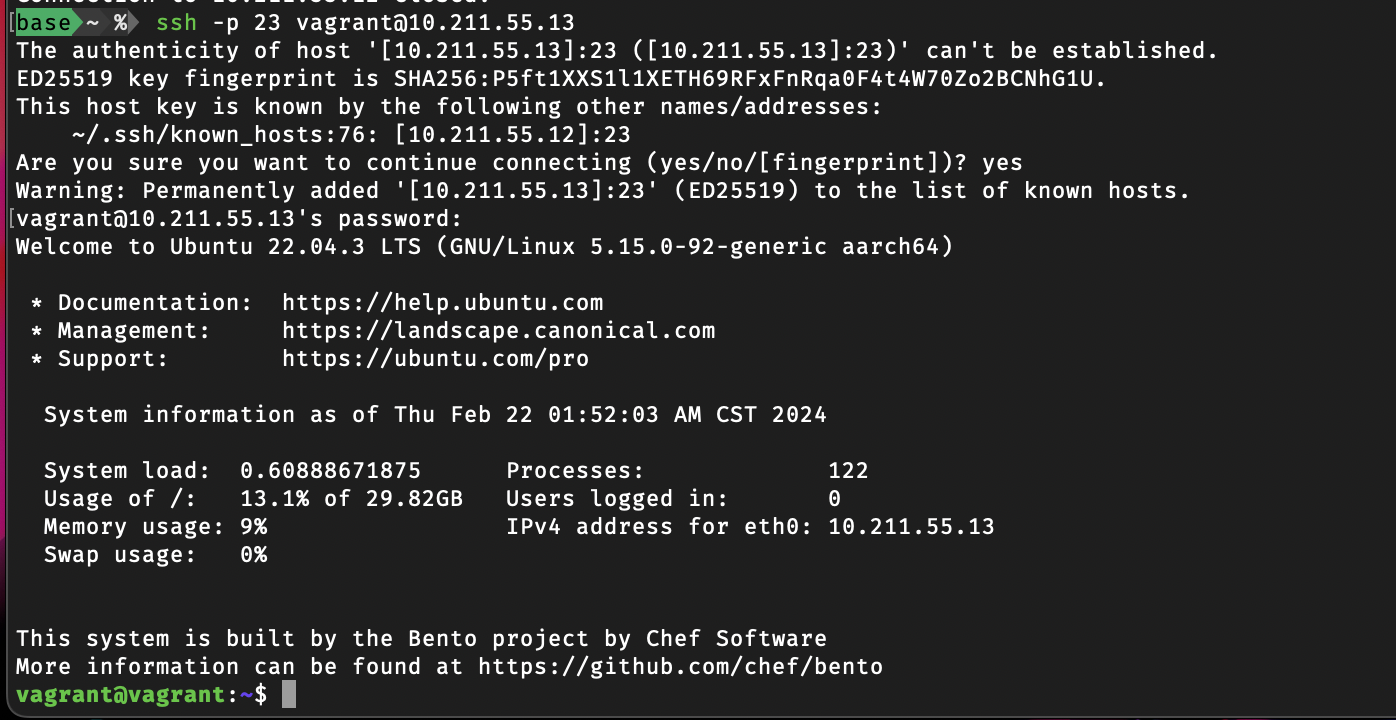 [base ~ % ssh -p 23 vagrant@10.211.55.13
The authenticity of host '[10.211.55.13]:23 ([10.211.55.13]:23)' can't be established.
ED25519 key fingerprint is SHA256:P5ft1XXS1l1XETH69RFxFnRqa0F4t4W70Zo2BCNhG1U.
This host key is known by the following other names/addresses:
    ~/.ssh/known_hosts:76: [10.211.55.12]:23
Are you sure you want to continue connecting (yes/no/[fingerprint])? yes
Warning: Permanently added '[10.211.55.13]:23' (ED25519) to the list of known hosts.
[vagrant@10.211.55.13's password:
Welcome to Ubuntu 22.04.3 LTS (GNU/Linux 5.15.0-92-generic aarch64)
 * Documentation:  https://help.ubuntu.com
 * Management:     https://landscape.canonical.com
 * Support:        https://ubuntu.com/pro
  System information as of Thu Feb 22 01:52:03 AM CST 2024
  System load:  0.60888671875      Processes:             122
  Usage of /:   13.1% of 29.82GB   Users logged in:       0
  Memory usage: 9%                 IPv4 address for eth0: 10.211.55.13
  Swap usage:   0%
This system is built by the Bento project by Chef Software
More information can be found at https://github.com/chef/bento
vagrant@vagrant:~$